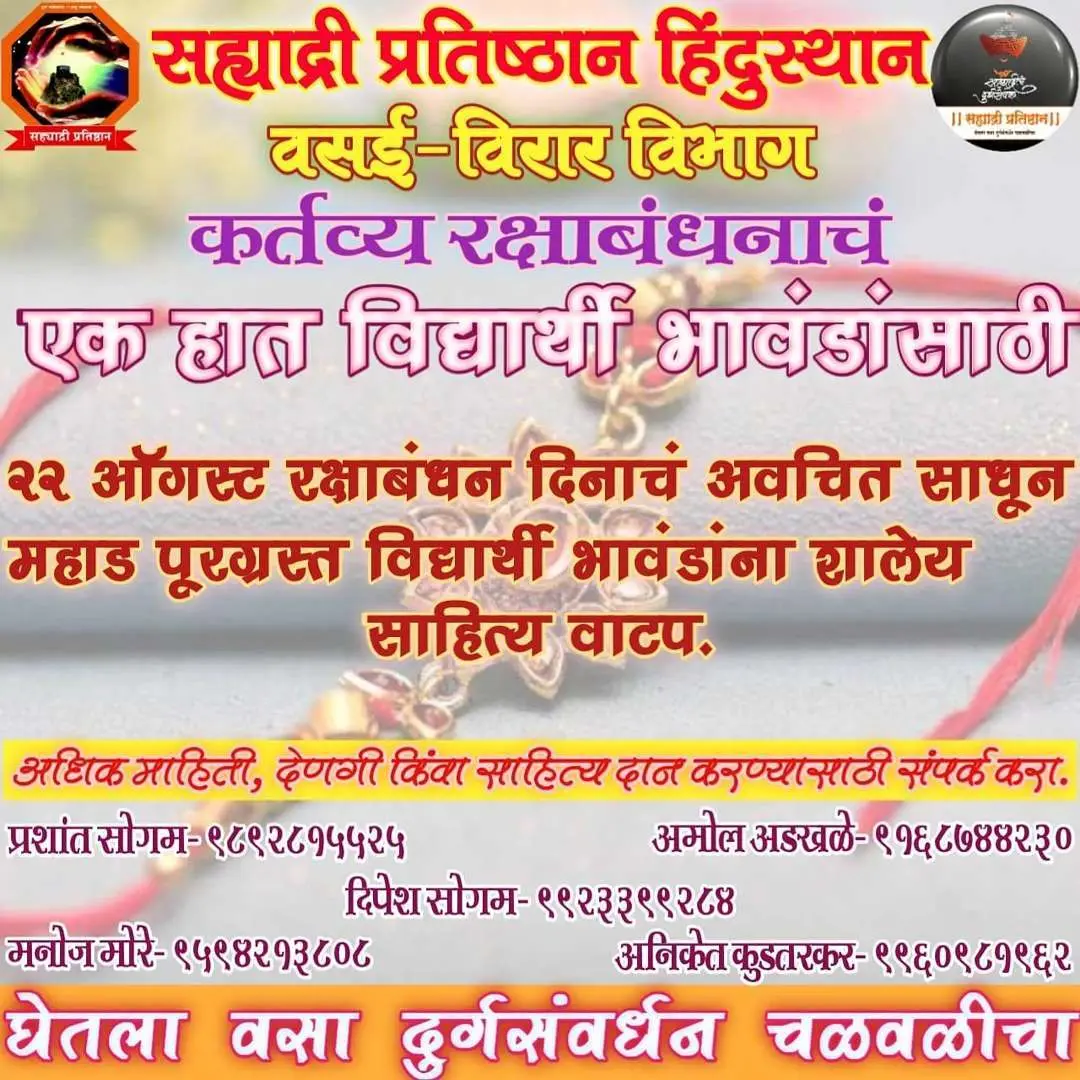 सह्याद्री प्रतिष्ठान हिंदुस्थान
सह्याद्री प्रतिष्ठान
|| सह्याद्री प्रतिष्ठान ||
वसई-विरार विभाग
कर्तव्य रक्षाबंधनाचं
एक हात विद्यार्थी भावंडांसाठी
२२ ऑगस्ट रक्षाबंधन दिनाचं अवचित साधून
महाड पूरग्रस्त विद्यार्थी भावंडांना शालेय
साहित्य वाटप.
अधिक माहिती, देणगी किंवा साहित्य दान करण्यासाठी संपर्क करा.
प्रशांत सोगम- ९८९२८१५५२५
अमोल अडखळे- ९१६८७४४२३०
दिपेश सोगम- ९९२३३९९२८४
मनोज मोरे- ९५९४२१३८०८
अनिकेत कुडतरकर- ९९६०९८१९६२
घेतला वसा दुर्गसंवर्धन चळवळीचा